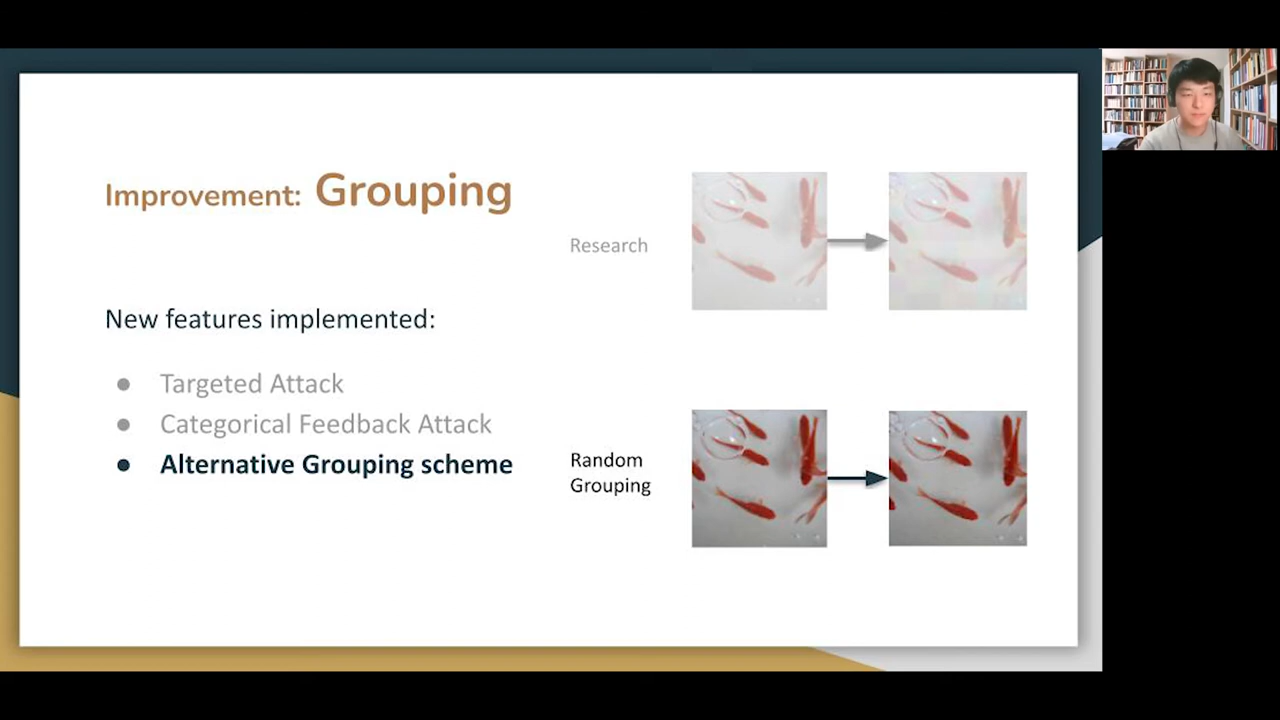 Improvement: Grouping
Research
New features implemented:
● Targeted Attack
● Categorical Feedback Attack
● Alternative Grouping scheme
Random
Grouping